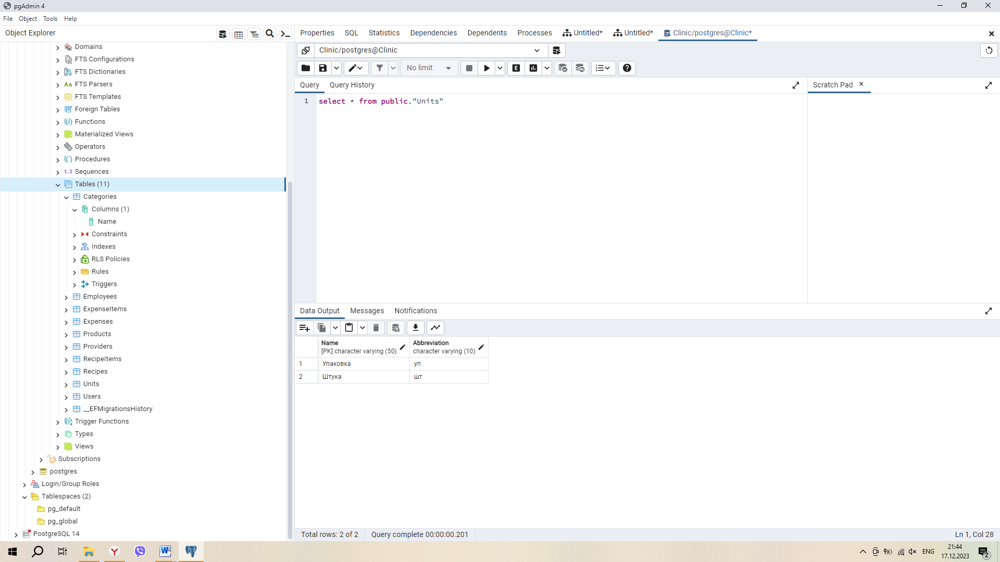 pgAdmin 4
File Object Tools Help
Object Explorer
Properties SQL Statistics Dependencies Dependents Processes Untitled* Untitled* Clinic/postgres@Clinic*
Domains
FTS Configurations
FTS Dictionaries
Aa FTS Parsers
FTS Templates
Foreign Tables
Functions
Materialized Views
Operators
Procedures
1..3 Sequences
Tables (11)
Categories
Columns (1)
Name
Constraints
Indexes
RLS Policies
Rules
Triggers
Employees
ExpenseItems
Expenses
Products
Providers
RecipeItems
Recipes
Units
Users
__EFMigrationsHistory
Trigger Functions
Types
Views
Subscriptions
postgres
Login/Group Roles
Tablespaces (2)
pg_default
pg_global
PostgreSQL 14
Clinic/postgres@Clinic
No limit
E
Query Query History
Scratch Pad
1 select * from public."Units"
Data Output Messages Notifications
Name Abbreviation
[PK] character varying (50) character varying (10)
1 Упаковка уп
2 Штука шт
Total rows: 2 of 2 Query complete 00:00:00.201 Ln 1, Col 28
ENG
21:44
17.12.2023
2